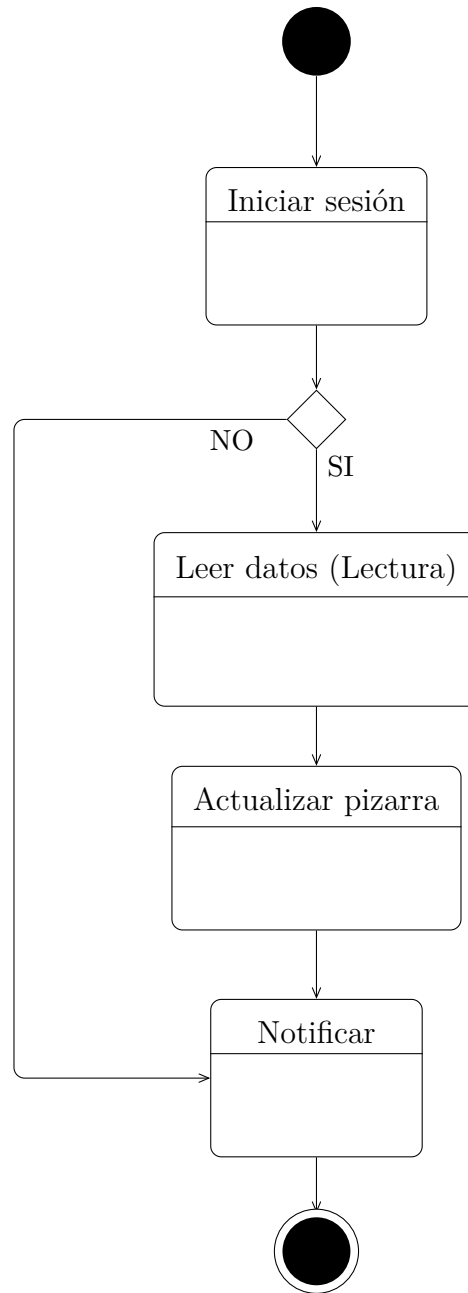 Iniciar sesión
NO
SI
Leer datos (Lectura)
Actualizar pizarra
Notificar